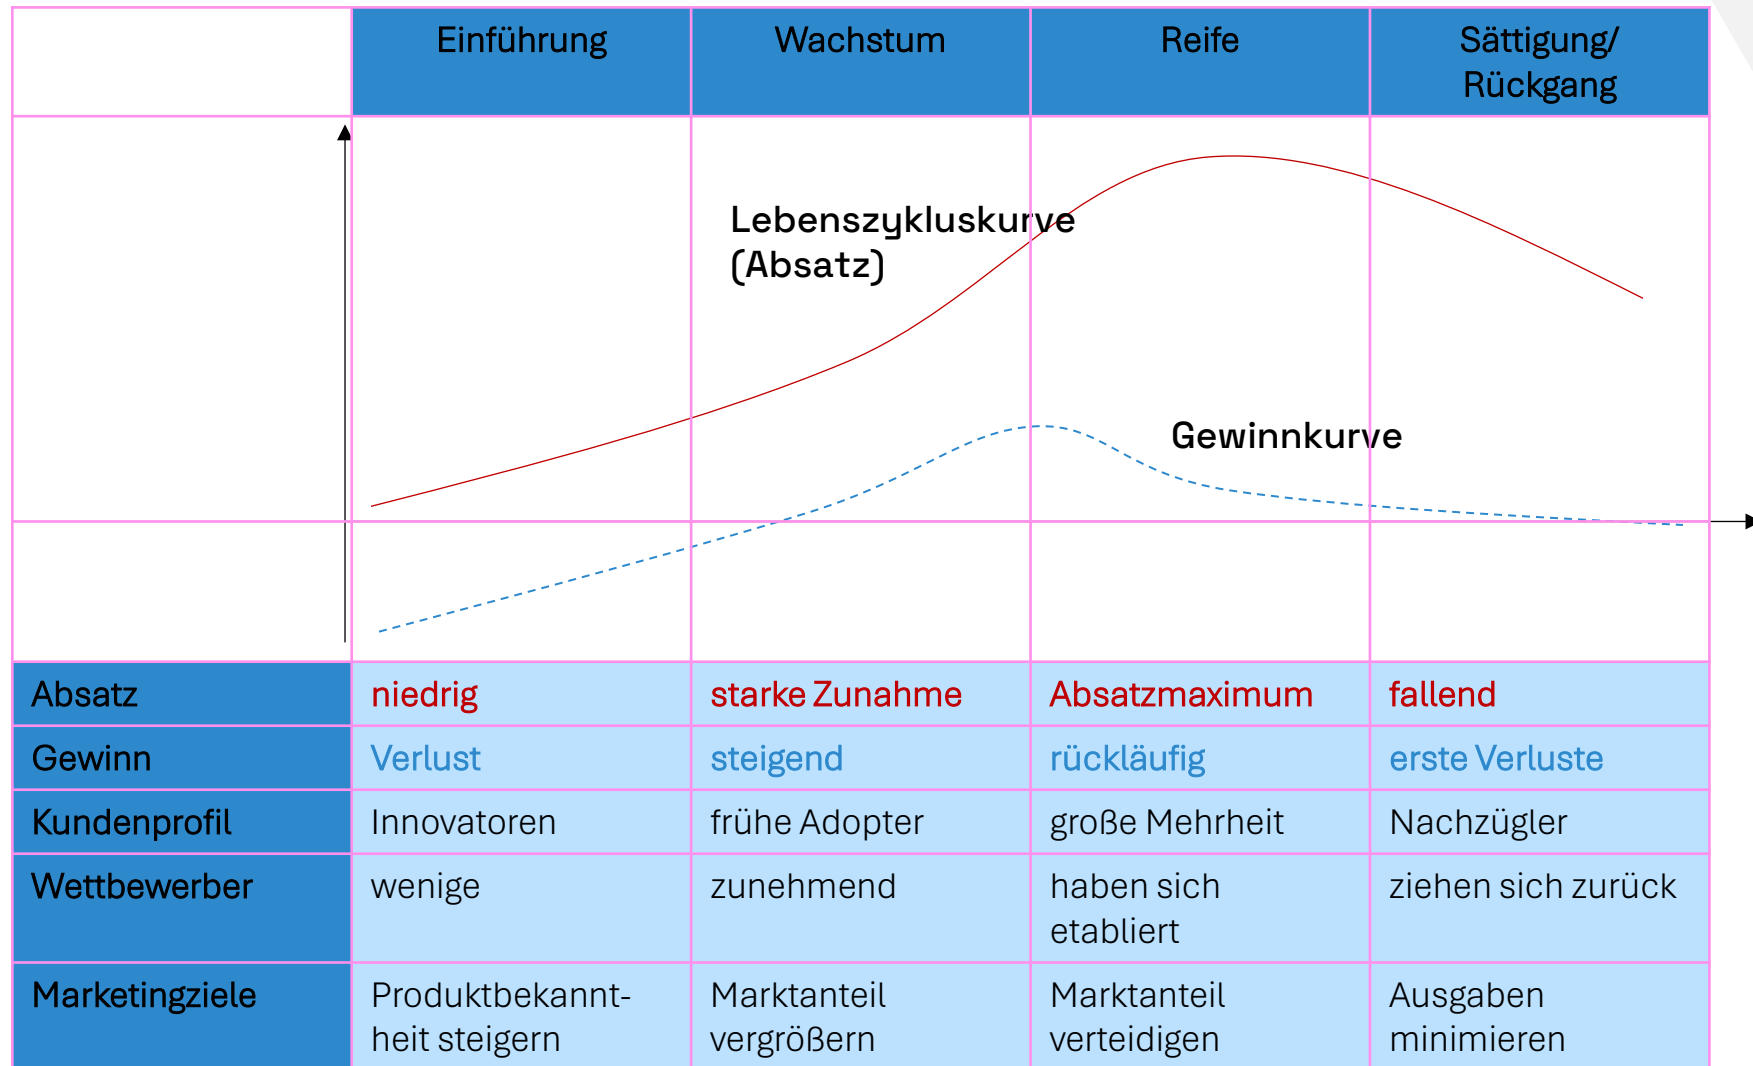 Einführung
Wachstum
Reife
Sättigung/
Rückgang
Lebenszykluskurve
(Absatz)
Gewinnkurve
Absatz
niedrig
starke Zunahme
Absatzmaximum
fallend
Gewinn
Verlust
steigend
rückläufig
erste Verluste
Kundenprofil
Innovatoren
frühe Adopter
große Mehrheit
Nachzügler
Wettbewerber
wenige
zunehmend
haben sich
etabliert
ziehen sich zurück
Marketingziele
Produktbekannt-
heit steigern
Marktanteil
vergrößern
Marktanteil
verteidigen
Ausgaben
minimieren